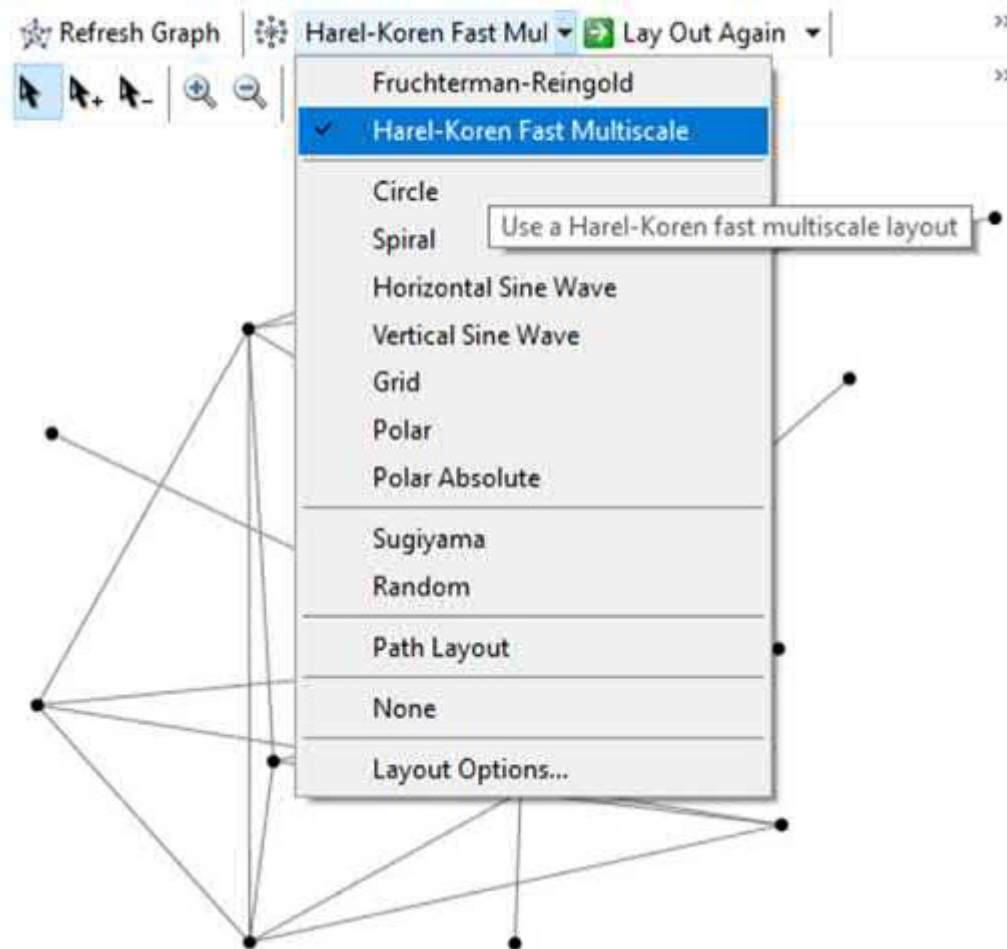 Refresh Graph Harel-Koren Fast Mul Lay Out Again
Fruchterman-Reingold
Harel-Koren Fast Multiscale
Circle
Use a Harel-Koren fast multiscale layout
Spiral
Horizontal Sine Wave
Vertical Sine Wave
Grid
Polar
Polar Absolute
Sugiyama
Random
Path Layout
None
Layout Options...